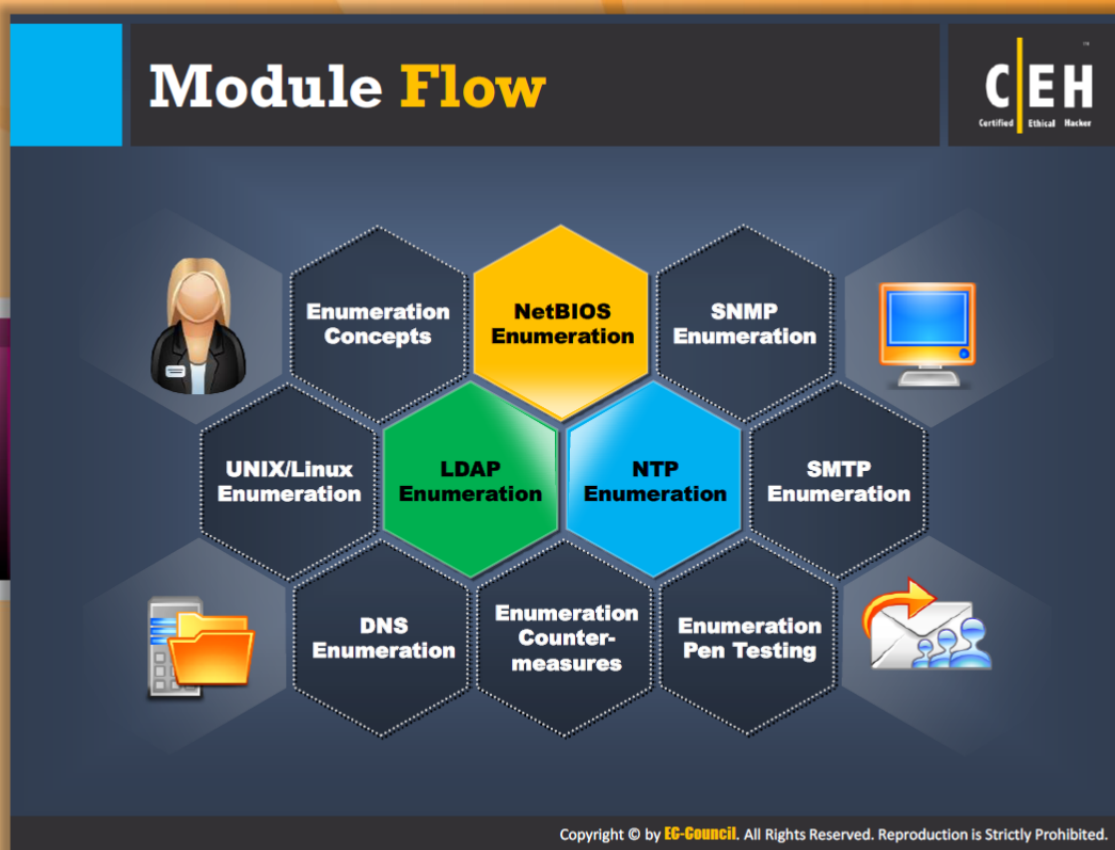 Module Flow
CEH
Certified Ethical Hacker
Enumeration
Concepts
NetBIOS
Enumeration
SNMP
Enumeration
UNIX/Linux
Enumeration
LDAP
Enumeration
NTP
Enumeration
SMTP
Enumeration
DNS
Enumeration
Enumeration
Counter-
measures
Enumeration
Pen Testing
Copyright © by EC-Council. All Rights Reserved. Reproduction is Strictly Prohibited.